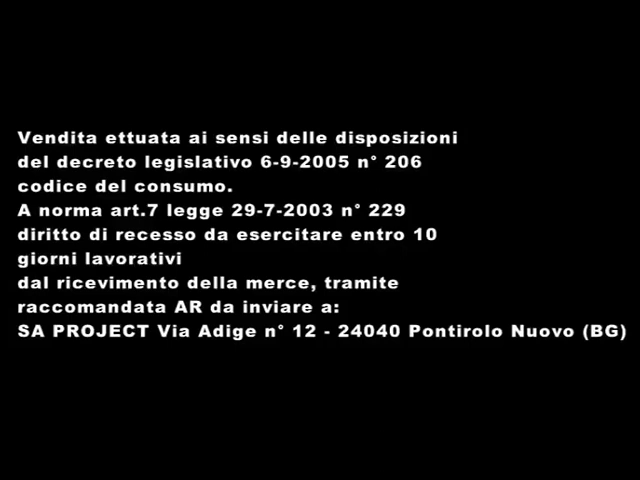 Vendita ettuata ai sensi delle disposizioni
del decreto legislativo 6-9-2005 n° 206
codice del consumo.
A norma art.7 legge 29-7-2003 n° 229
diritto di recesso da esercitare entro 10
giorni lavorativi
dal ricevimento della merce, tramite
raccomandata AR da inviare a:
SA PROJECT Via Adige n° 12 - 24040 Pontirolo Nuovo (BG)